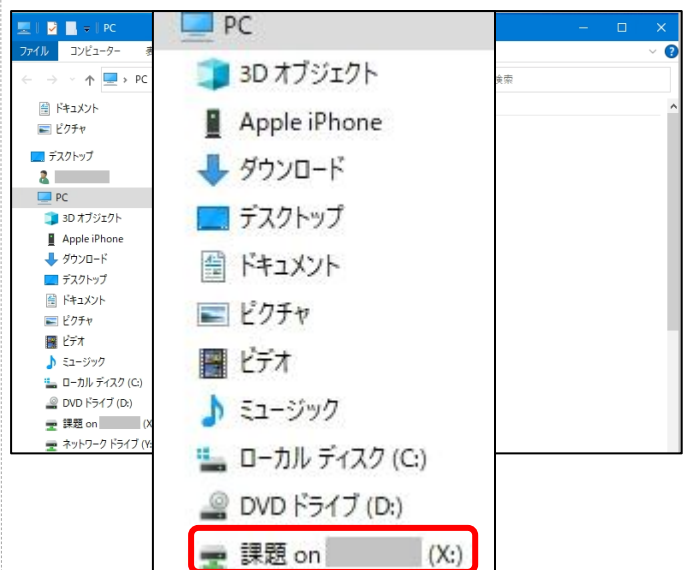 PC
ファイル
コンピューター
PC
検索
ドキュメント
ピクチャ
デスクトップ
PC
3D オブジェクト
Apple iPhone
ダウンロード
デスクトップ
ドキュメント
ピクチャ
ビデオ
ミュージック
ローカル ディスク (C:)
DVD ドライブ (D:)
課題 on (X
ネットワーク ドライブ (Y:
PC
3D オブジェクト
Apple iPhone
ダウンロード
デスクトップ
ドキュメント
ピクチャ
ビデオ
ミュージック
ローカル ディスク (C:)
DVD ドライブ (D:)
課題 on (X:)